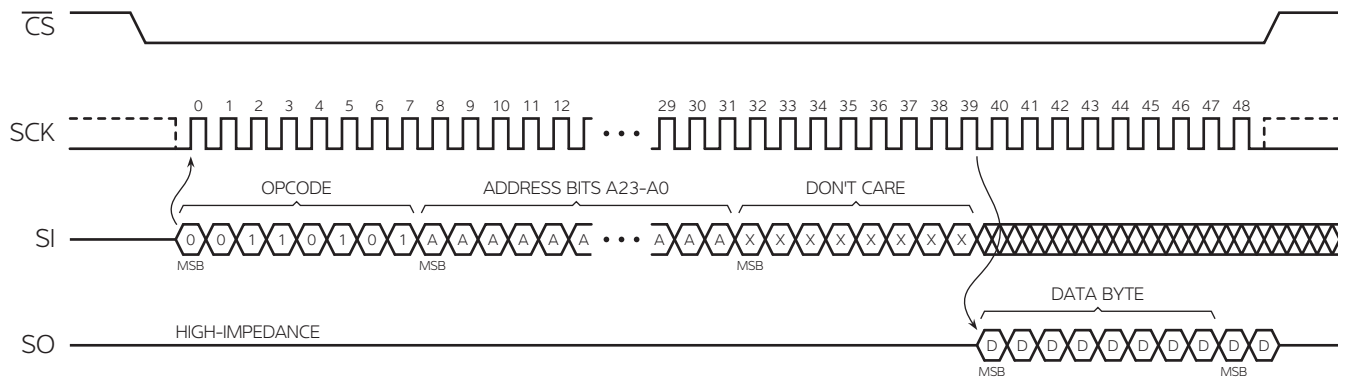 CS
0 1 2 3 4 5 6 7 8 9 10 11 12 29 30 31 32 33 34 35 36 37 38 39 40 41 42 43 44 45 46 47 48
SCK
OPCODE ADDRESS BITS A23-A0 DON'T CARE
SI 0 0 1 1 0 1 0 1 A A A A A A A A A X X X X X X X X
MSB MSB MSB
DATA BYTE
HIGH-IMPEDANCE
SO D D D D D D D D D D
MSB MSB